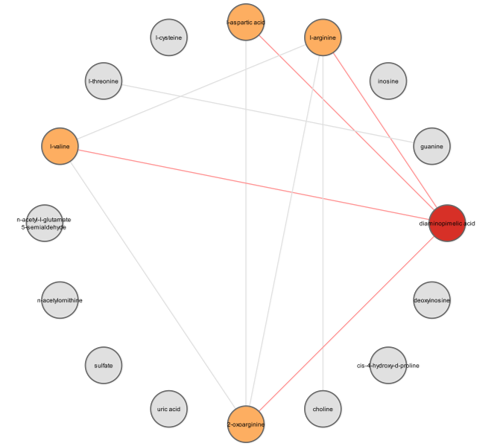 l-aspartic acid
l-cysteine
l-arginine
l-threonine
inosine
l-valine
guanine
n-acetyl-l-glutamate
5-semialdehyde
diaminopimelic acid
n-acetylornithine
deoxyinosine
sulfate
cis-4-hydroxy-d-proline
uric acid
choline
2-oxoarginine